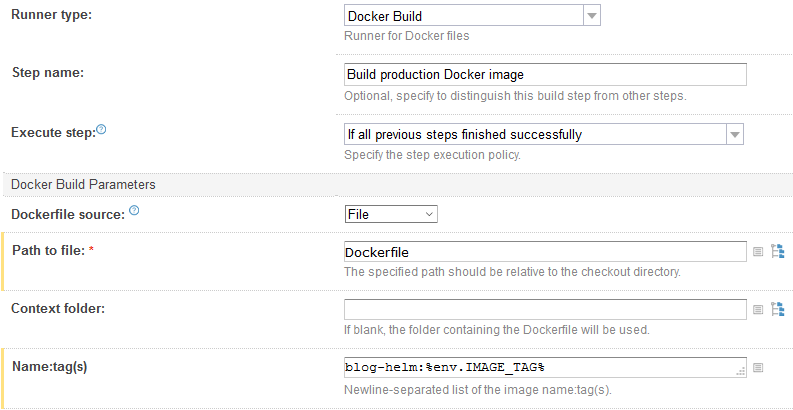 Runner type:
Docker Build
Runner for Docker files
Step name:
Build production Docker image
Optional, specify to distinguish this build step from other steps.
Execute step:
If all previous steps finished successfully
Specify the step execution policy.
Docker Build Parameters
Dockerfile source:
File
Path to file: *
Dockerfile
The specified path should be relative to the checkout directory.
Context folder:
If blank, the folder containing the Dockerfile will be used.
Name:tag(s)
blog-helm:%env.IMAGE_TAG%
Newline-separated list of the image name:tag(s).